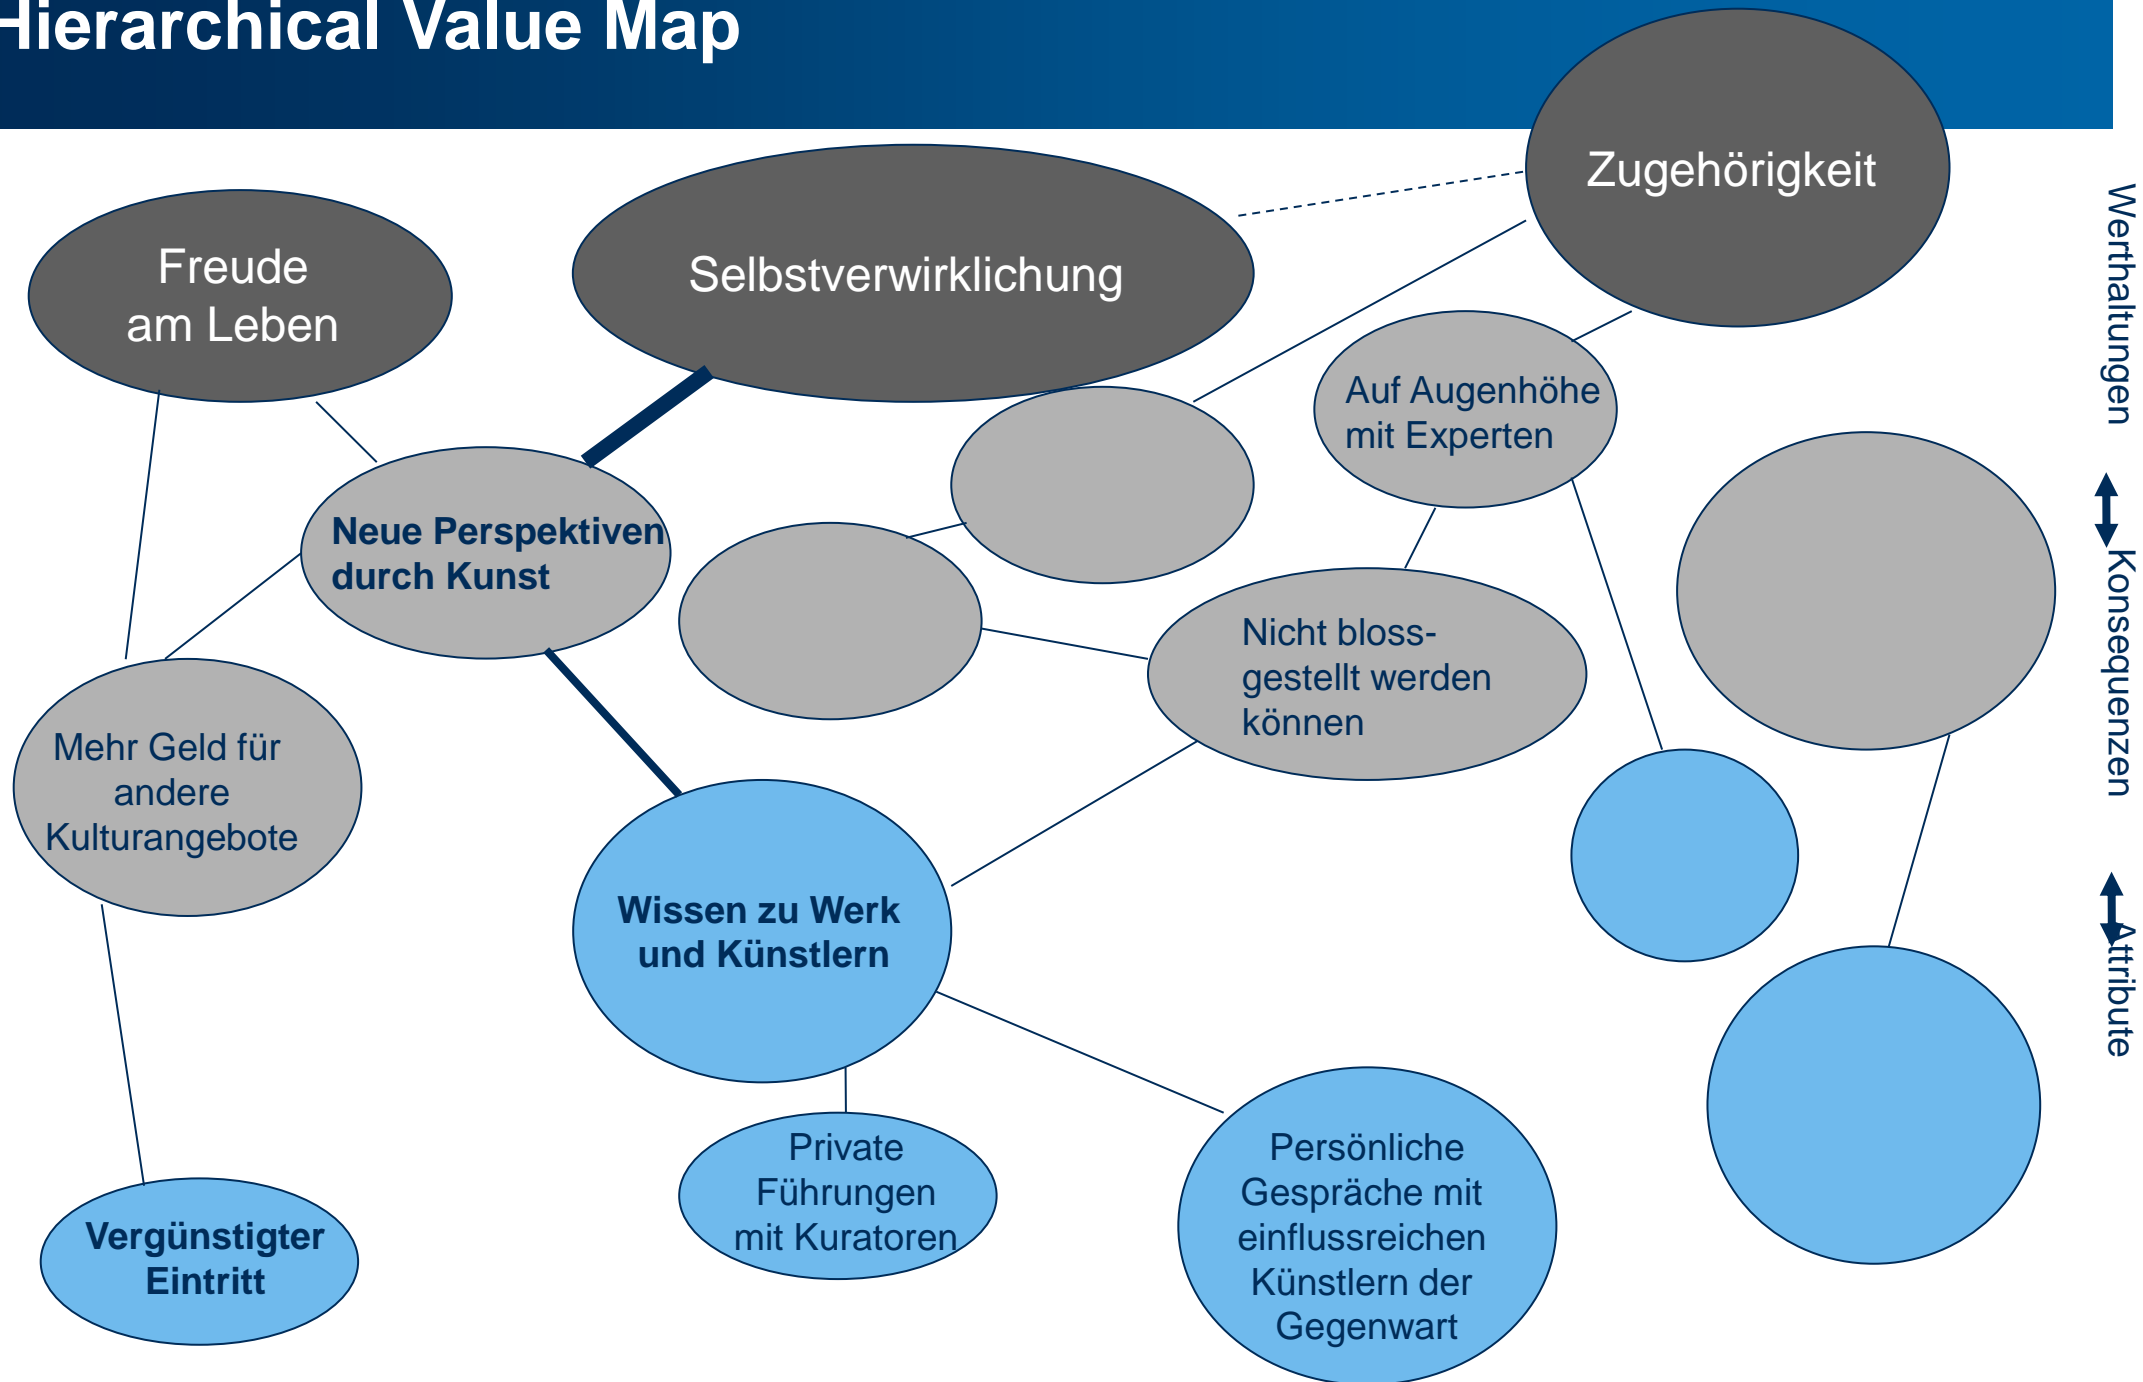 Hierarchical Value Map
Zugehörigkeit
Freude
am Leben
Selbstverwirklichung
Auf Augenhöhe
mit Experten
Neue Perspektiven
durch Kunst
Nicht bloss-
gestellt werden
können
Mehr Geld für
andere
Kulturangebote
Wissen zu Werk
und Künstlern
Private
Führungen
mit Kuratoren
Persönliche
Gespräche mit
einflussreichen
Künstlern der
Gegenwart
Vergünstigter
Eintritt
Werthaltungen
Konsequenzen
Attribute